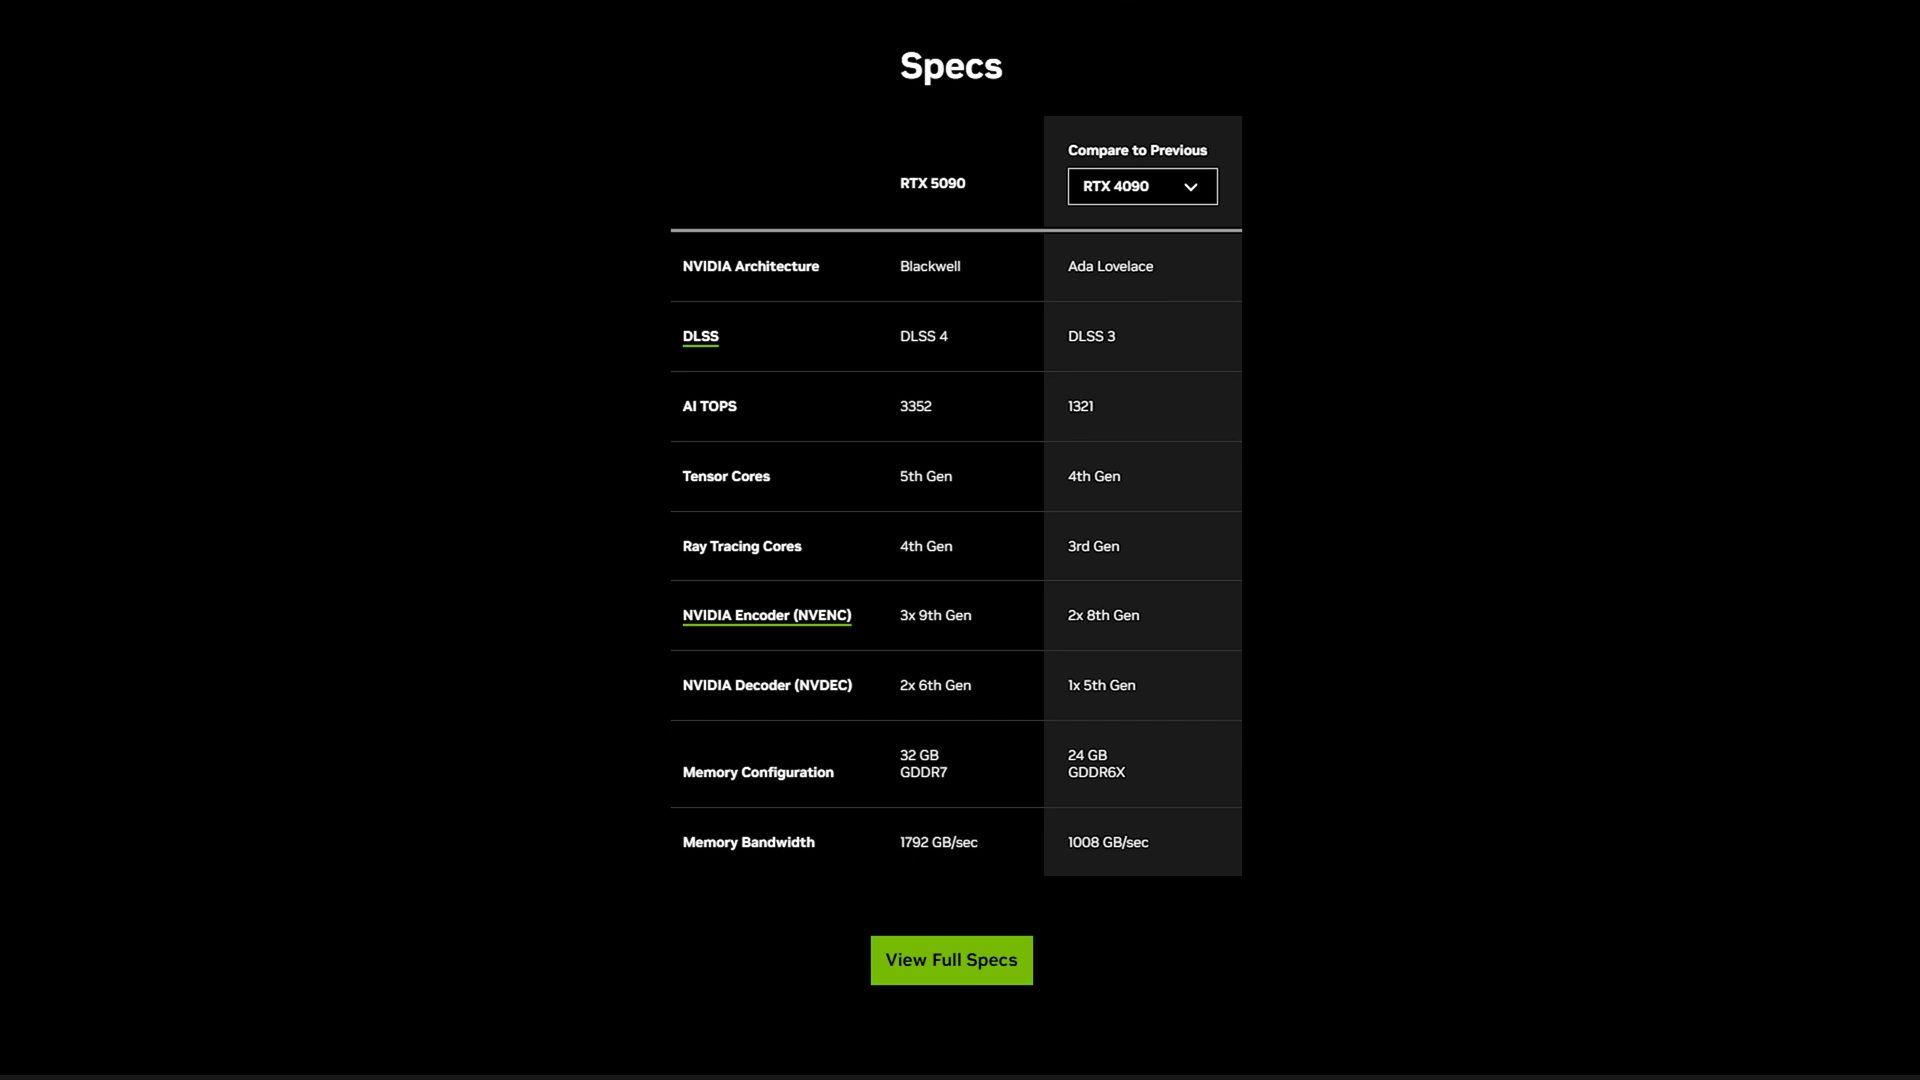 Specs
Compare to Previous
RTX 5090
RTX 4090
NVIDIA Architecture
Blackwell
Ada Lovelace
DLSS
DLSS 4
DLSS 3
AI TOPS
3352
1321
Tensor Cores
5th Gen
4th Gen
Ray Tracing Cores
4th Gen
3rd Gen
NVIDIA Encoder (NVENC)
3x 9th Gen
2x 8th Gen
NVIDIA Decoder (NVDEC)
2x 6th Gen
1x 5th Gen
Memory Configuration
32 GB
GDDR7
24 GB
GDDR6X
Memory Bandwidth
1792 GB/sec
1008 GB/sec
View Full Specs